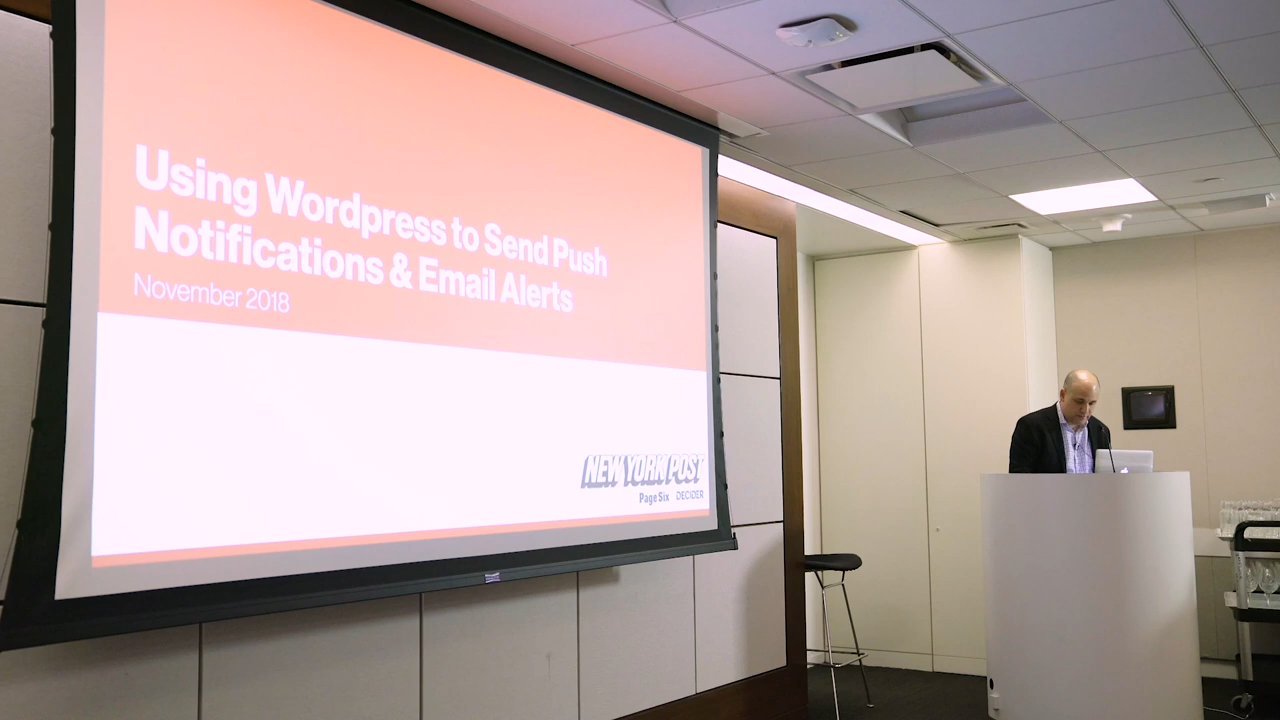 Using Wordpress to Send Push
Notifications & Email Alerts
November 2018
NEW YORK POST
Page Six DECIDER